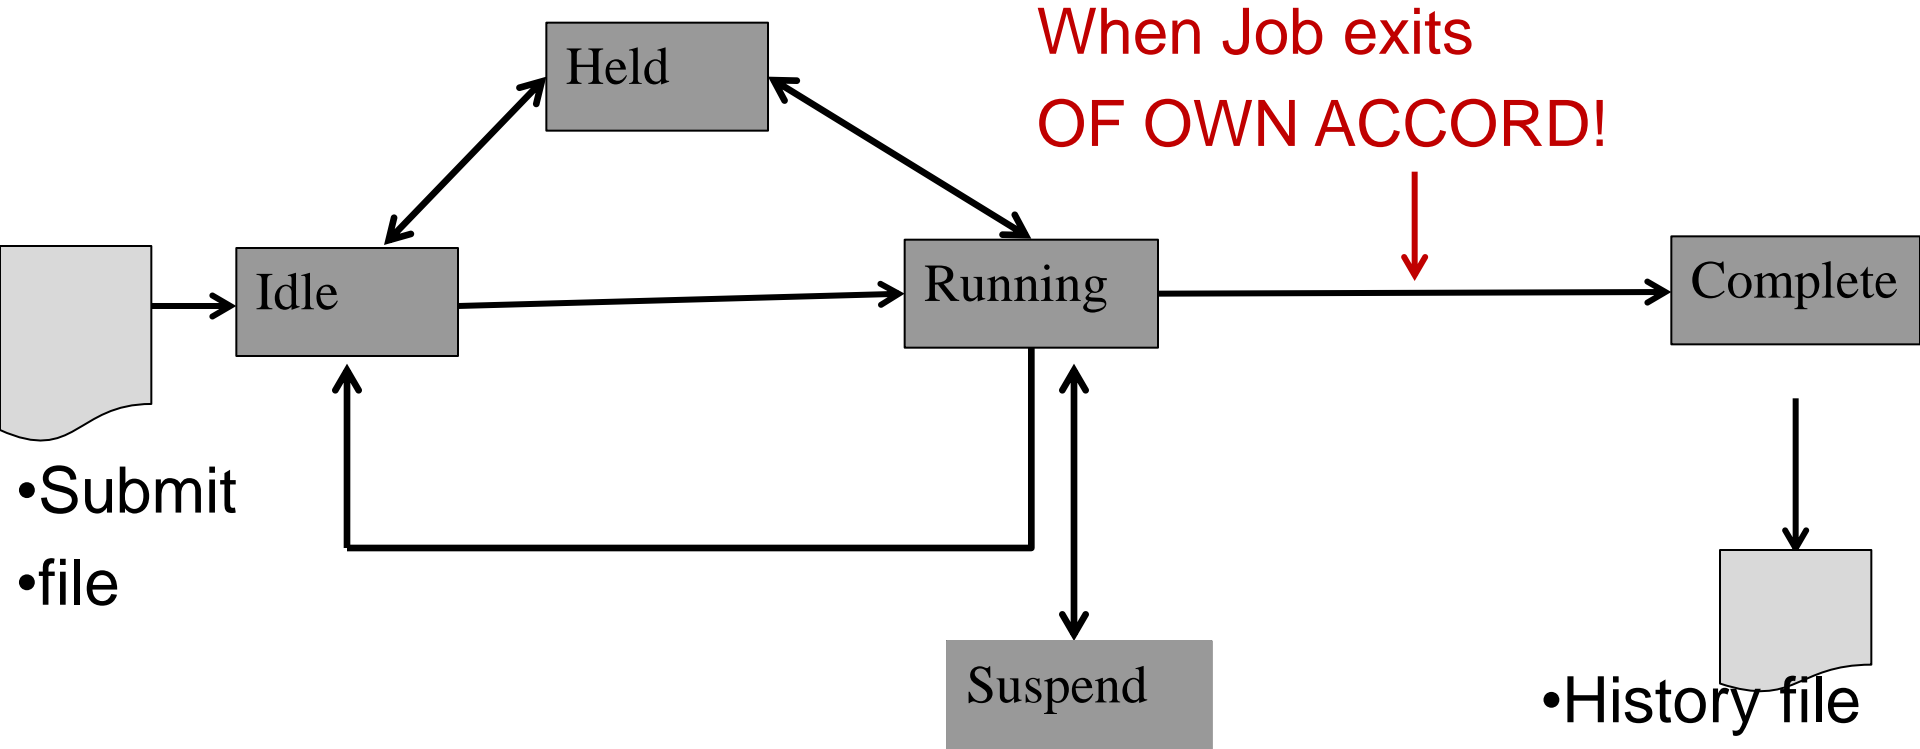 When Job exits
OF OWN ACCORD!
Held
Idle
Running
Complete
•Submit
•file
Suspend
•History file